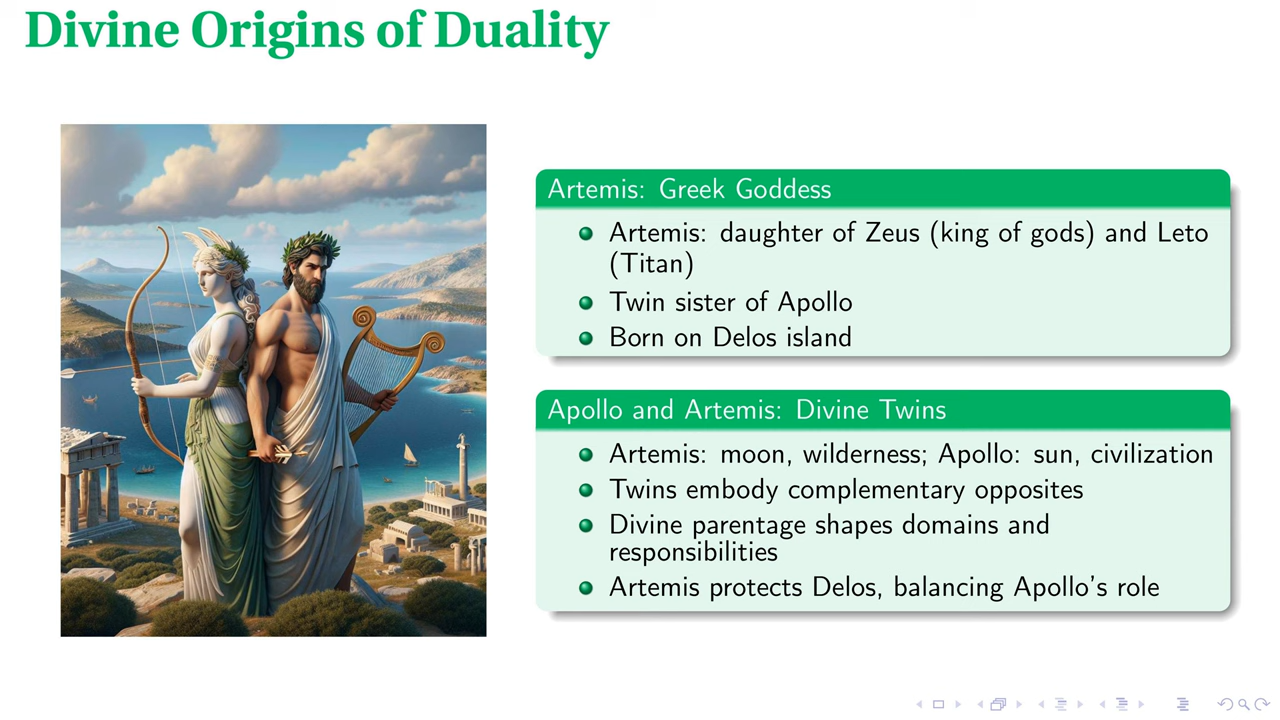 Divine Origins of Duality
Artemis: Greek Goddess
Artemis: daughter of Zeus (king of gods) and Leto
(Titan)
Twin sister of Apollo
Born on Delos island
Apollo and Artemis: Divine Twins
Artemis: moon, wilderness; Apollo: sun, civilization
Twins embody complementary opposites
Divine parentage shapes domains and
responsibilities
Artemis protects Delos, balancing Apollo's role